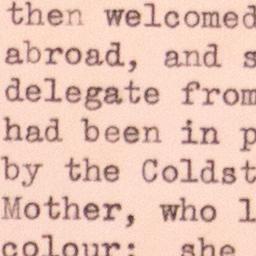 then welcomed
abroad, and s
delegate from
had been in p
by the Coldst
Mother, who l
colour: she